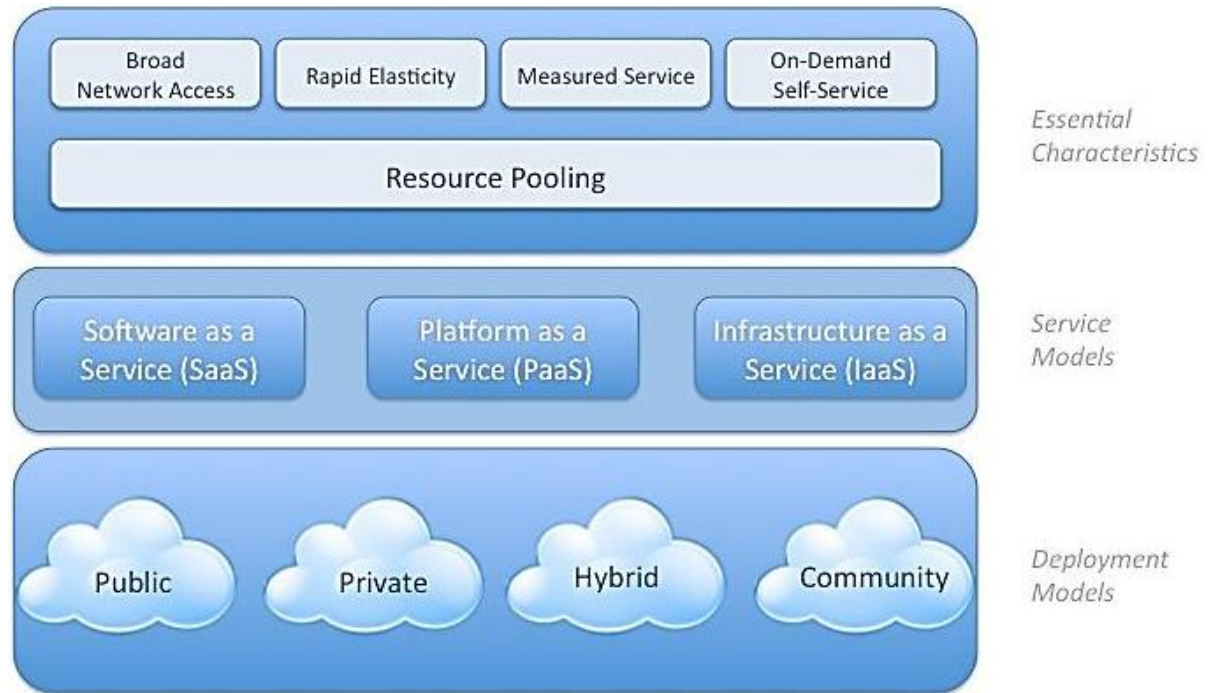 Broad
Network Access
Rapid Elasticity
Measured Service
On-Demand
Self-Service
Resource Pooling
Essential
Characteristics
Software as a
Service (SaaS)
Platform as a
Service (PaaS)
Infrastructure as a
Service (IaaS)
Service
Models
Public
Private
Hybrid
Community
Deployment
Models